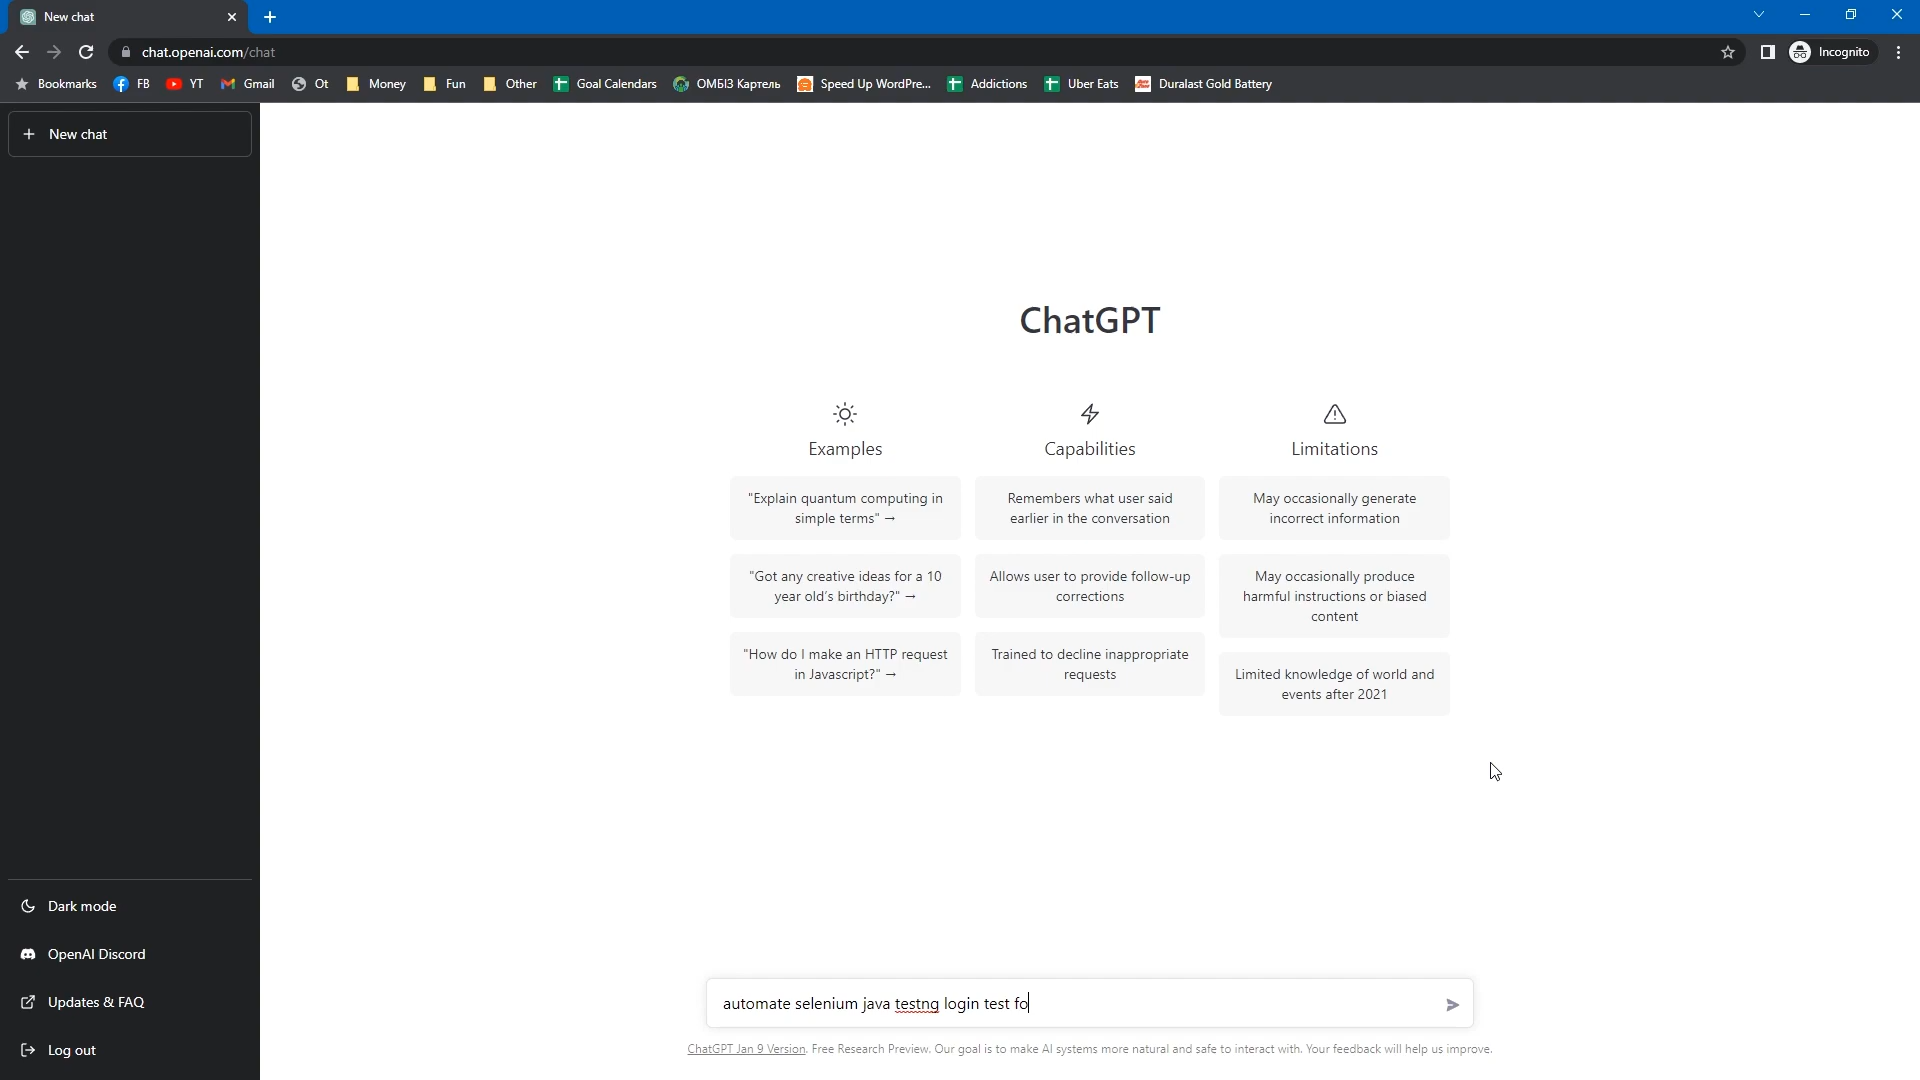 New chat
chat.openai.com/chat
Incognito
Bookmarks FB YT Gmail Ot Money Fun Other Goal Calendars ОМБІЗ Картель Speed Up WordPre... Addictions Uber Eats Duralast Gold Battery
New chat
ChatGPT
Examples
"Explain quantum computing in
simple terms" →
"Got any creative ideas for a 10
year old's birthday?" →
"How do I make an HTTP request
in Javascript?" →
Capabilities
Remembers what user said
earlier in the conversation
Allows user to provide follow-up
corrections
Trained to decline inappropriate
requests
Limitations
May occasionally generate
incorrect information
May occasionally produce
harmful instructions or biased
content
Limited knowledge of world and
events after 2021
Dark mode
OpenAI Discord
Updates & FAQ
Log out
automate selenium java testng login test fo
ChatGPT Jan 9 Version. Free Research Preview. Our goal is to make AI systems more natural and safe to interact with. Your feedback will help us improve.